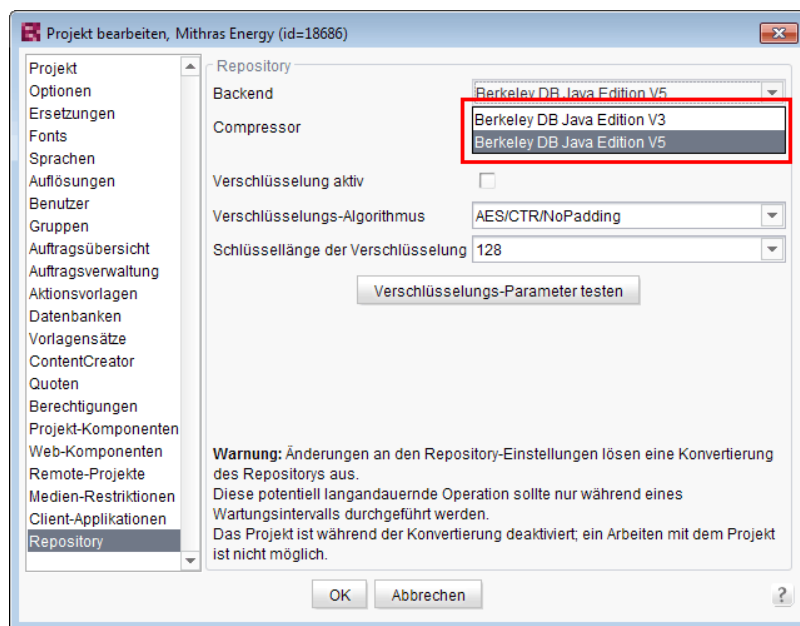 Projekt bearbeiten, Mithras Energy (id=18686)
Projekt
Optionen
Ersetzungen
Fonts
Sprachen
Auflösungen
Benutzer
Gruppen
Auftragsübersicht
Auftragsverwaltung
Aktionsvorlagen
Datenbanken
Vorlagensätze
ContentCreator
Quoten
Berechtigungen
Projekt-Komponenten
Web-Komponenten
Remote-Projekte
Medien-Restriktionen
Client-Applikationen
Repository
Repository
Backend Berkeley DB Java Edition V5
Berkeley DB Java Edition V3
Compressor
Berkeley DB Java Edition V5
Verschlüsselung aktiv
Verschlüsselungs-Algorithmus AES/CTR/NoPadding
Schlüssellänge der Verschlüsselung 128
Verschlüsselungs-Parameter testen
Warnung: Änderungen an den Repository-Einstellungen lösen eine Konvertierung
des Repositorys aus.
Diese potentiell langandauernde Operation sollte nur während eines
Wartungsintervalls durchgeführt werden.
Das Projekt ist während der Konvertierung deaktiviert; ein Arbeiten mit dem Projekt
ist nicht möglich.
OK Abbrechen ?